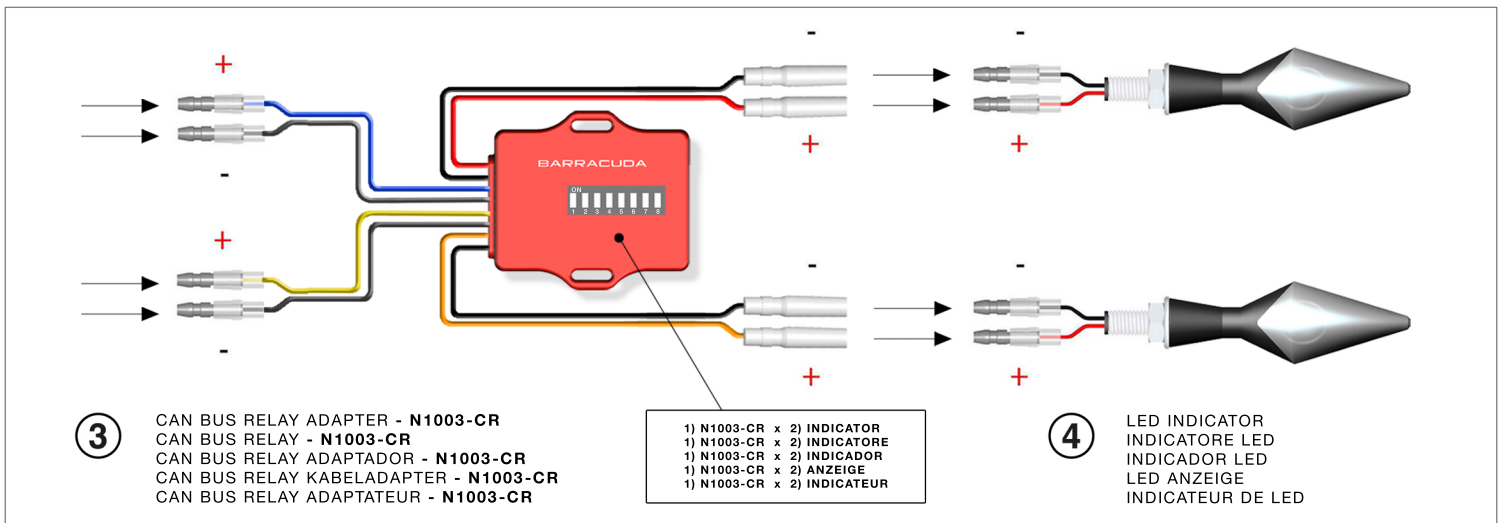 +
-
+
-
-
+
-
+
-
+
-
+
BARRACUDA
ON
1 2 3 4 5 6 7 8
3
CAN BUS RELAY ADAPTER - N1003-CR
CAN BUS RELAY - N1003-CR
CAN BUS RELAY ADAPTADOR - N1003-CR
CAN BUS RELAY KABELADAPTER - N1003-CR
CAN BUS RELAY ADAPTATEUR - N1003-CR
1) N1003-CR x 2) INDICATOR
1) N1003-CR x 2) INDICATORE
1) N1003-CR x 2) INDICADOR
1) N1003-CR x 2) ANZEIGE
1) N1003-CR x 2) INDICATEUR
4
LED INDICATOR
INDICATORE LED
INDICADOR LED
LED ANZEIGE
INDICATEUR DE LED